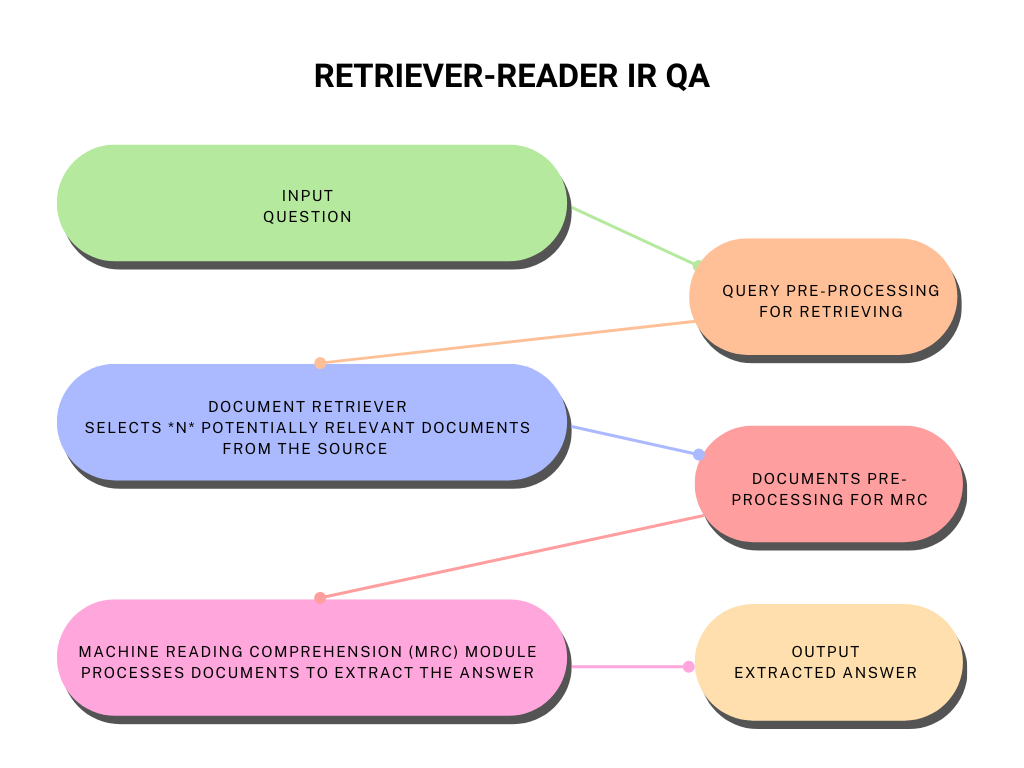 RETRIEVER-READER IR QA
INPUT
QUESTION
QUERY PRE-PROCESSING
FOR RETRIEVING
DOCUMENT RETRIEVER
SELECTS *N* POTENTIALLY RELEVANT DOCUMENTS
FROM THE SOURCE
DOCUMENTS PRE-
PROCESSING FOR MRC
MACHINE READING COMPREHENSION (MRC) MODULE
PROCESSES DOCUMENTS TO EXTRACT THE ANSWER
OUTPUT
EXTRACTED ANSWER